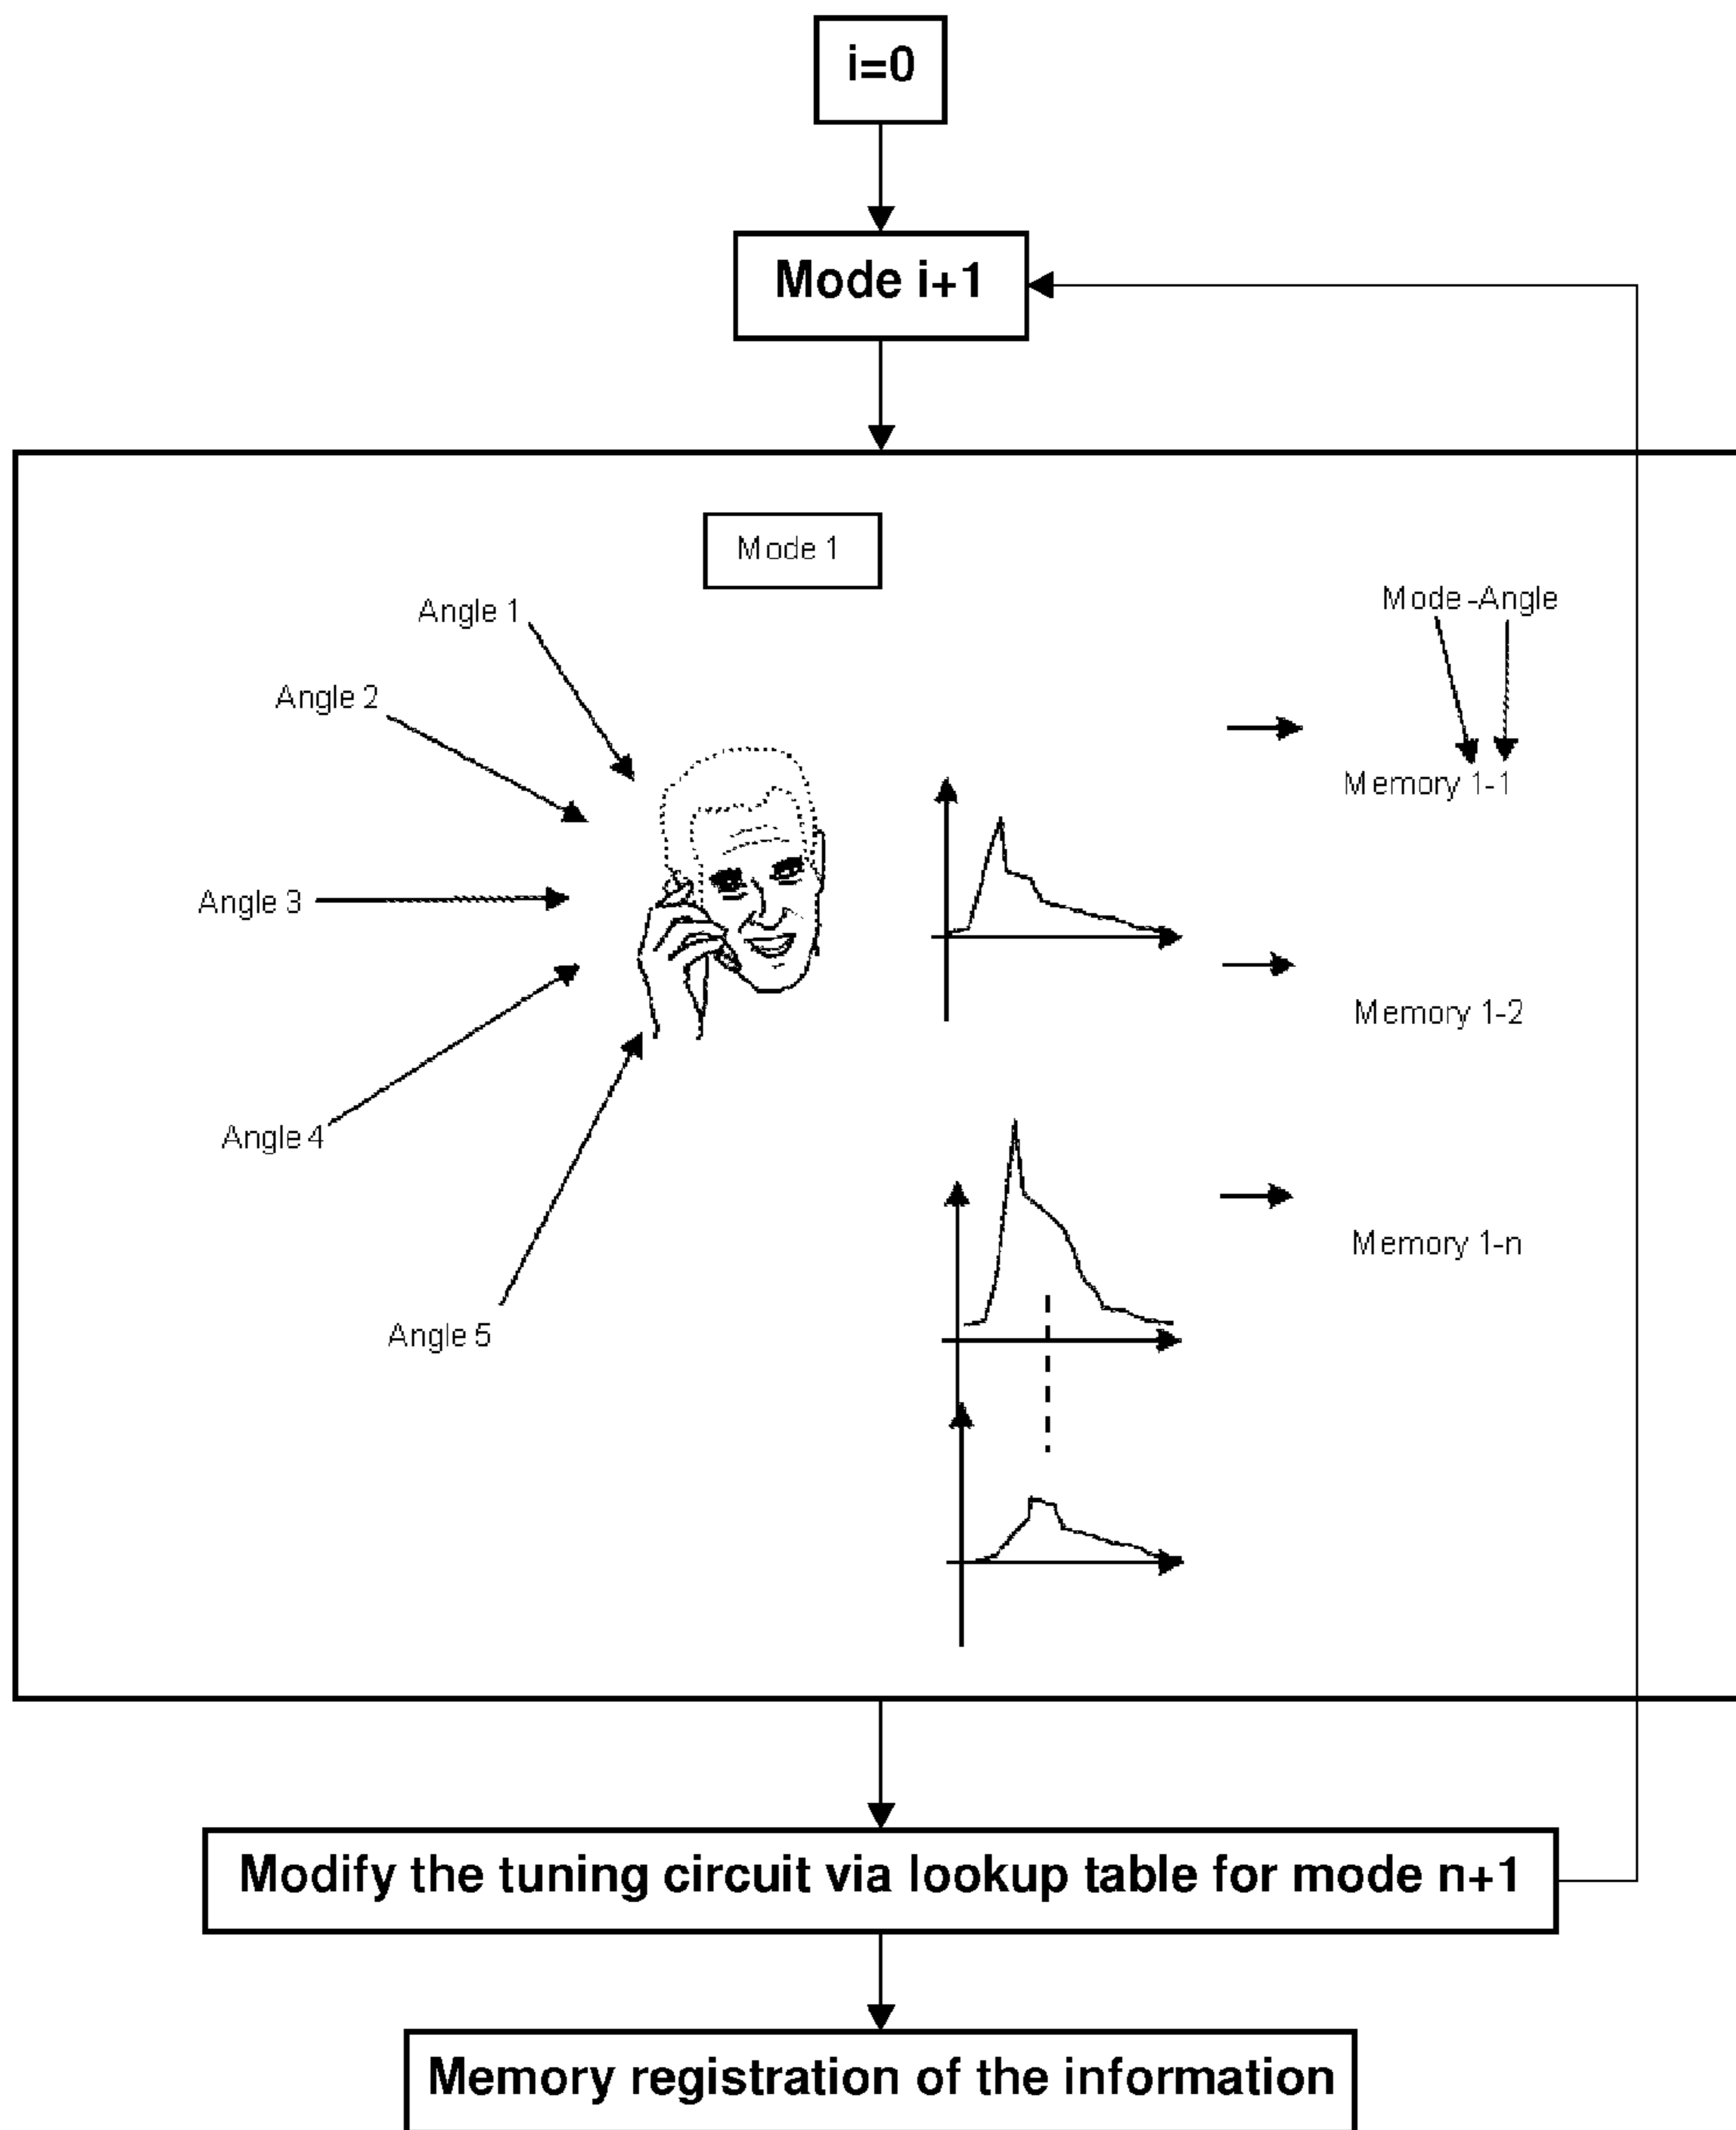 i=0
Mode i+1
Mode 1
Angle 1
Mode-Angle
Angle 2
Memory 1-1
Angle 3
Memory 1-2
Angle 4
Memory 1-n
Angle 5
Modify the tuning circuit via lookup table for mode n+1
Memory registration of the information